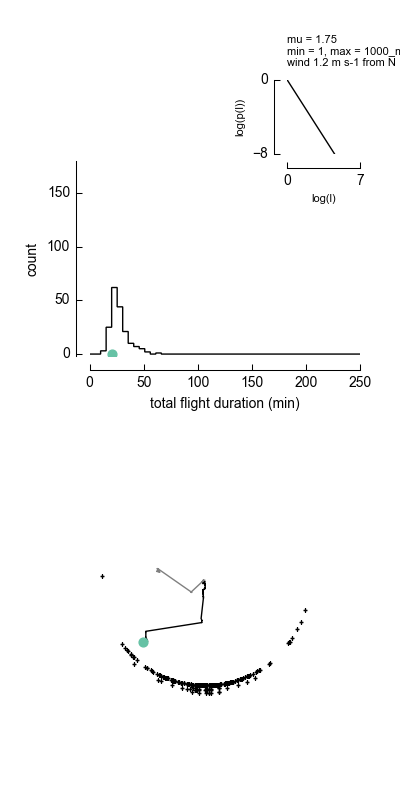 mu = 1.75
min = 1, max = 1000_m
wind 1.2 m s-1 from N
0
log(p(l))
−8
0
7
log(l)
150
100
50
0
count
0
50
100
150
200
250
total flight duration (min)